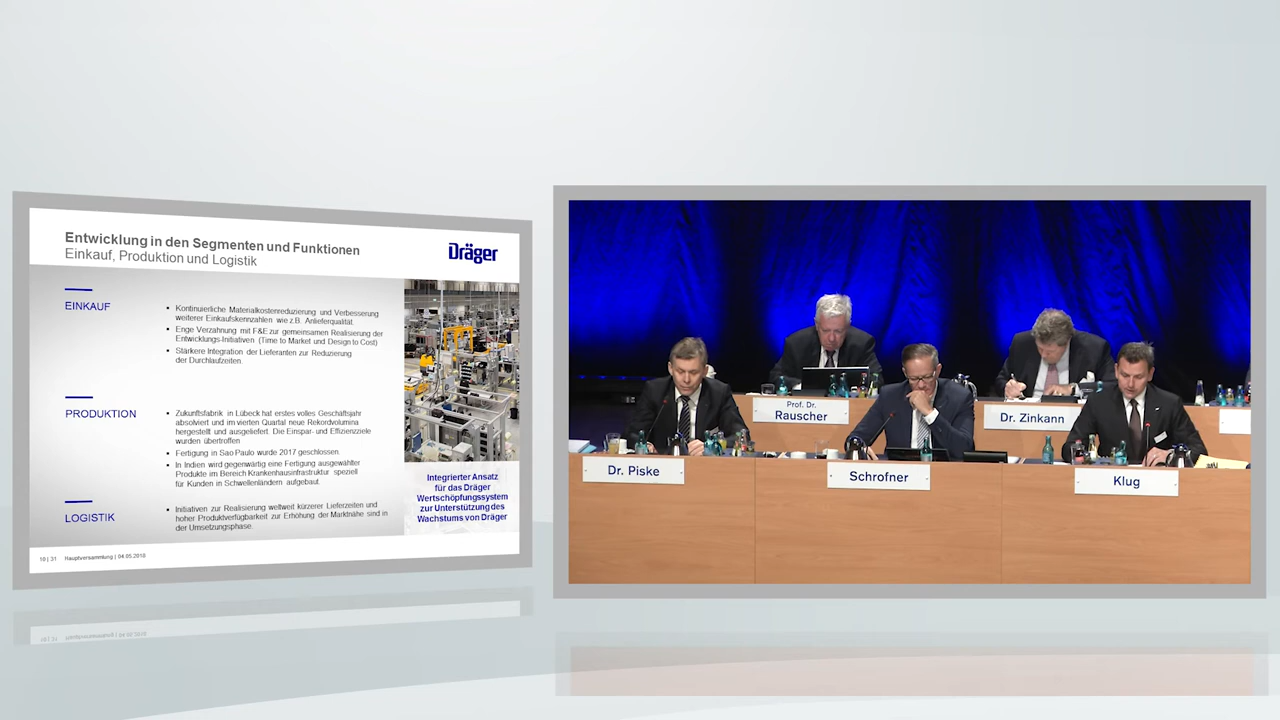 Entwicklung in den Segmenten und Funktionen
Einkauf, Produktion und Logistik
Dräger
EINKAUF
▪ Kontinuierliche Materialkostenreduzierung und Verbesserung
weiterer Einkaufskennzahlen wie z.B. Anlieferqualität.
▪ Enge Verzahnung mit F&E zur gemeinsamen Realisierung der
Entwicklungs-Initiativen (Time to Market und Design to Cost)
▪ Stärkere Integration der Lieferanten zur Reduzierung
der Durchlaufzeiten.
PRODUKTION
▪ Zukunftsfabrik in Lübeck hat erstes volles Geschäftsjahr
absolviert und im vierten Quartal neue Rekordvolumina
hergestellt und ausgeliefert. Die Einspar- und Effizienzziele
wurden übertroffen
▪ Fertigung in Sao Paulo wurde 2017 geschlossen.
▪ In Indien wird gegenwärtig eine Fertigung ausgewählter
Produkte im Bereich Krankenhausinfrastruktur speziell
für Kunden in Schwellenländern aufgebaut.
LOGISTIK
▪ Initiativen zur Realisierung weltweit kürzerer Lieferzeiten und
hoher Produktverfügbarkeit zur Erhöhung der Marktnähe sind in
der Umsetzungsphase.
Integrierter Ansatz
für das Dräger
Wertschöpfungssystem
zur Unterstützung des
Wachstums von Dräger
10 | 31 Hauptversammlung | 04.05.2018
Prof. Dr.
Rauscher
Dr. Zinkann
Dr. Piske
Schrofner
Klug